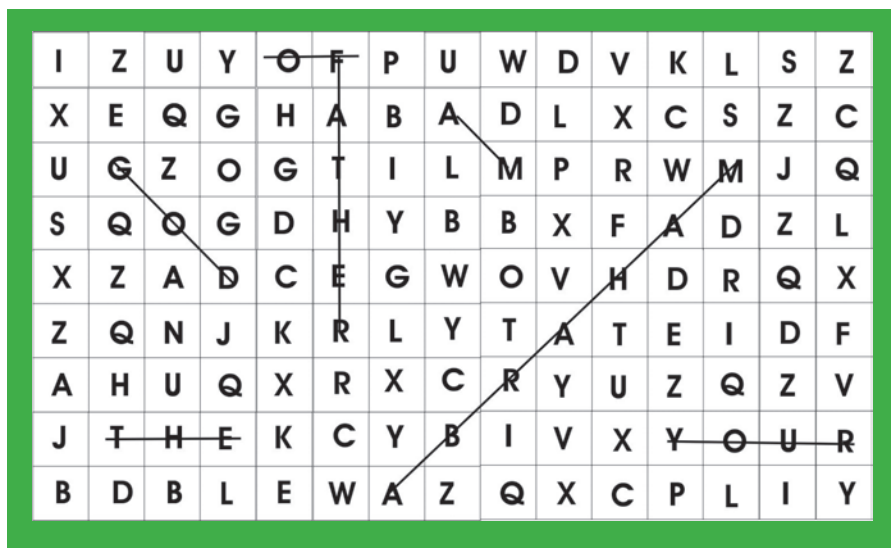 I Z U Y O F P U W D V K L S Z
X E Q G H A B A D L X C S Z C
U G Z O G T I L M P R W M J Q
S Q O G D H Y B B X F A D Z L
X Z A D C E G W O V H D R Q X
Z Q N J K R L Y T A T E I D F
A H U Q X R X C R Y U Z Q Z V
J T H E K C Y B I V X Y O U R
B D B L E W A Z Q X C P L I Y